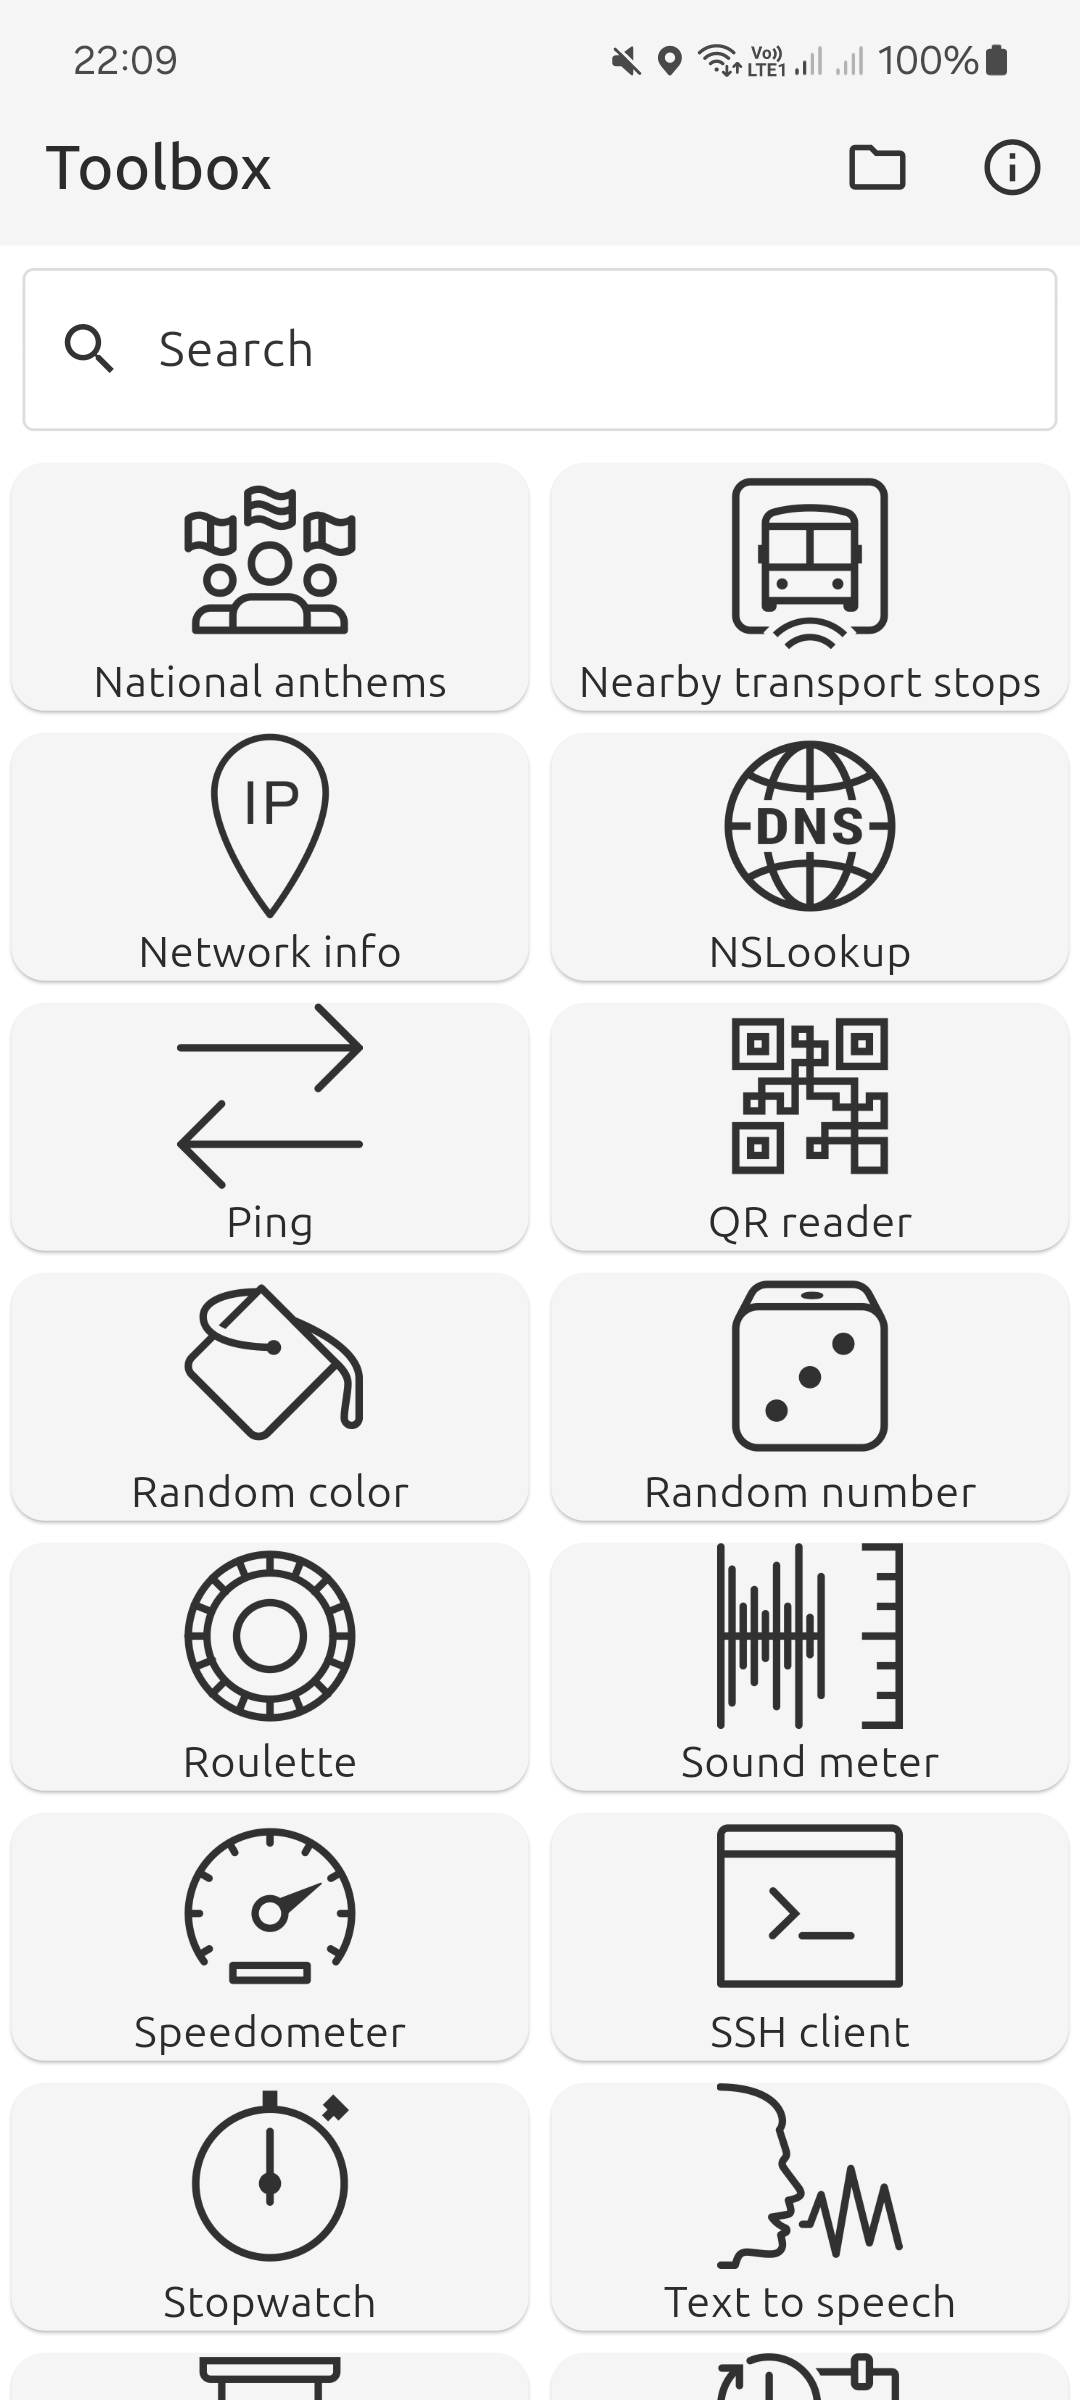 22:09
Vo)) LTE1 100%
Toolbox
Search
National anthems
Nearby transport stops
IP
Network info
DNS
NSLookup
Ping
QR reader
Random color
Random number
Roulette
Sound meter
Speedometer
SSH client
Stopwatch
Text to speech